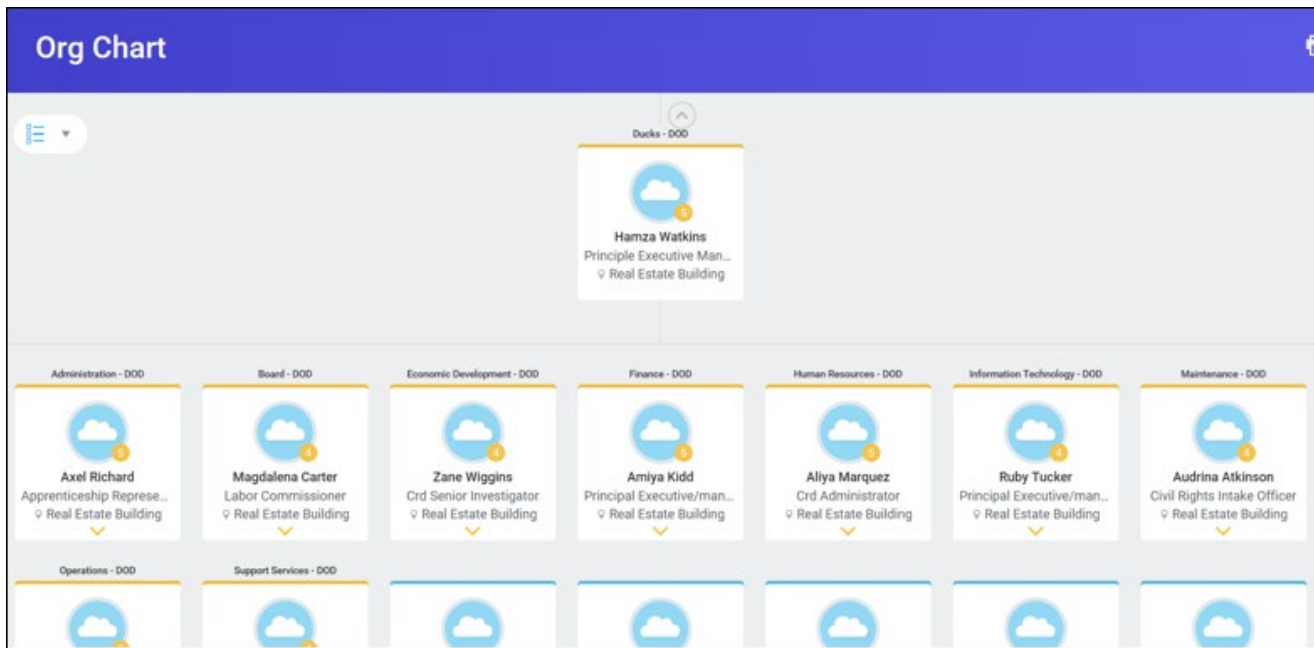 Org Chart
Ducks - DOD
5
Hamza Watkins
Principle Executive Man...
Real Estate Building
Administration - DOD
Board - DOD
Economic Development - DOD
Finance - DOD
Human Resources - DOD
Information Technology - DOD
Maintenance - DOD
5
4
4
5
5
4
4
Axel Richard
Magdalena Carter
Zane Wiggins
Amiya Kidd
Aliya Marquez
Ruby Tucker
Audrina Atkinson
Apprenticeship Represe...
Labor Commissioner
Crd Senior Investigator
Principal Executive/man...
Crd Administrator
Principal Executive/man...
Civil Rights Intake Officer
Real Estate Building
Real Estate Building
Real Estate Building
Real Estate Building
Real Estate Building
Real Estate Building
Real Estate Building
Operations - DOD
Support Services - DOD